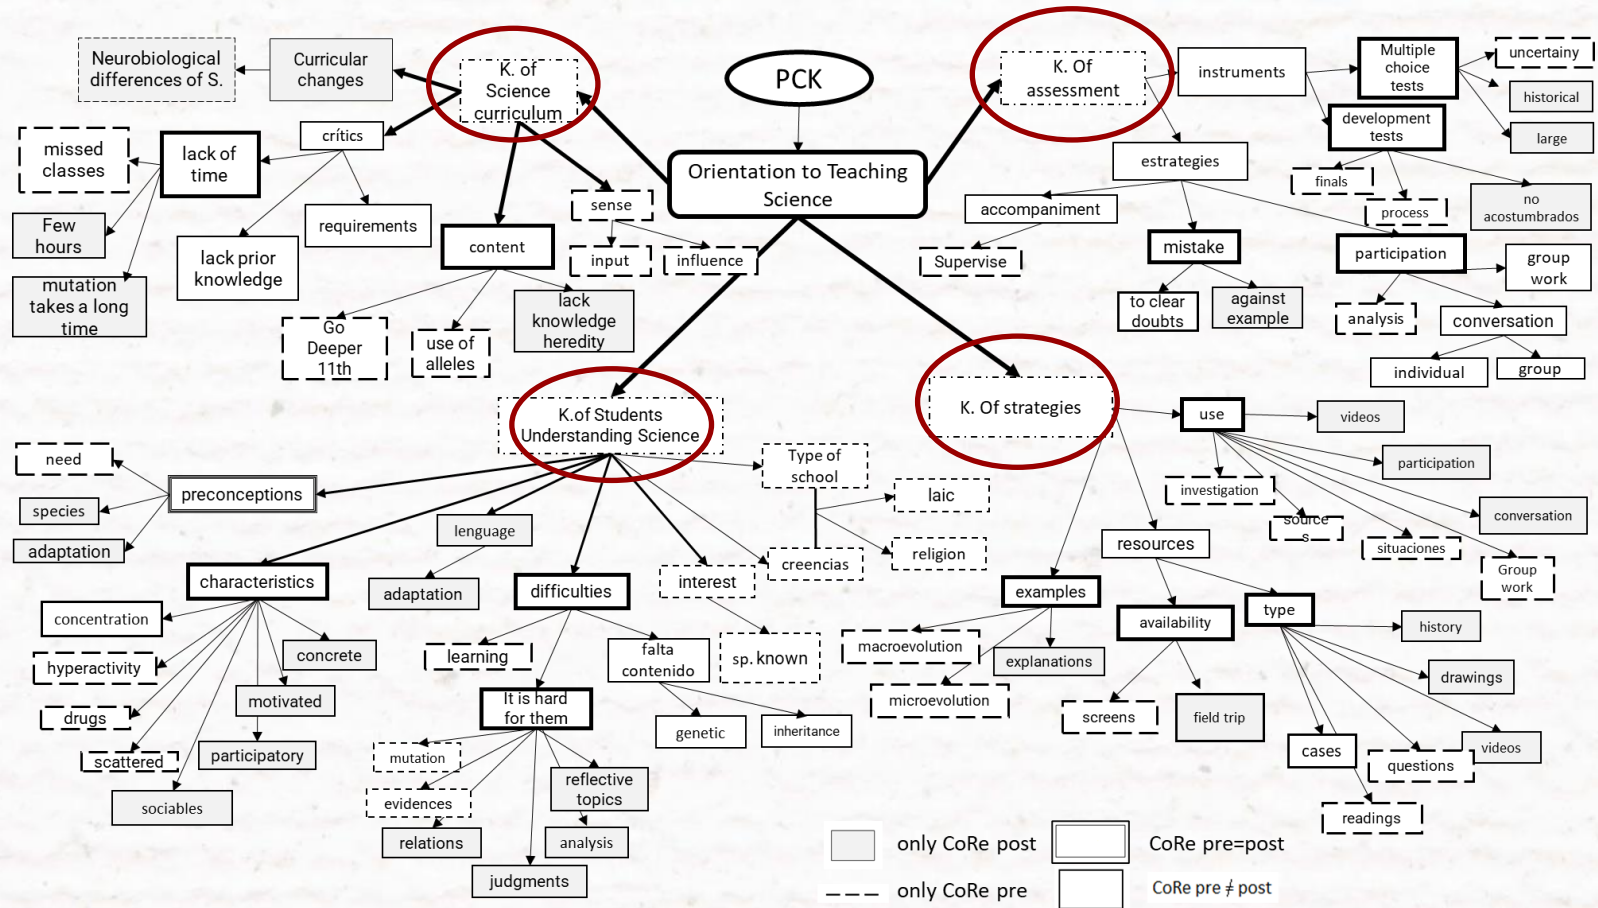 PCK
Orientation to Teaching
Science
Neurobiological
differences of S.
Curricular
changes
K. of
Science
curriculum
crítics
missed
classes
lack of
time
Few
hours
mutation
takes a long
time
lack prior
knowledge
requirements
content
sense
input
influence
Go
Deeper
11th
use of
alleles
lack
knowledge
heredity
K. Of
assessment
instruments
Multiple
choice
tests
uncertainy
historical
large
development
tests
finals
process
no
acostumbrados
estrategies
accompaniment
Supervise
mistake
to clear
doubts
against
example
participation
group
work
analysis
conversation
individual
group
K.of Students
Understanding Science
need
preconceptions
species
adaptation
characteristics
concentration
hyperactivity
drugs
scattered
sociables
participatory
motivated
concrete
lenguage
adaptation
difficulties
learning
It is hard
for them
mutation
evidences
relations
judgments
analysis
reflective
topics
falta
contenido
genetic
inheritance
interest
sp. known
Type of
school
laic
religion
creencias
K. Of strategies
use
videos
participation
conversation
Group
work
situaciones
source
s
investigation
resources
examples
macroevolution
microevolution
explanations
availability
screens
field trip
type
history
drawings
videos
questions
cases
readings
only CoRe post
CoRe pre=post
only CoRe pre
CoRe pre ≠ post